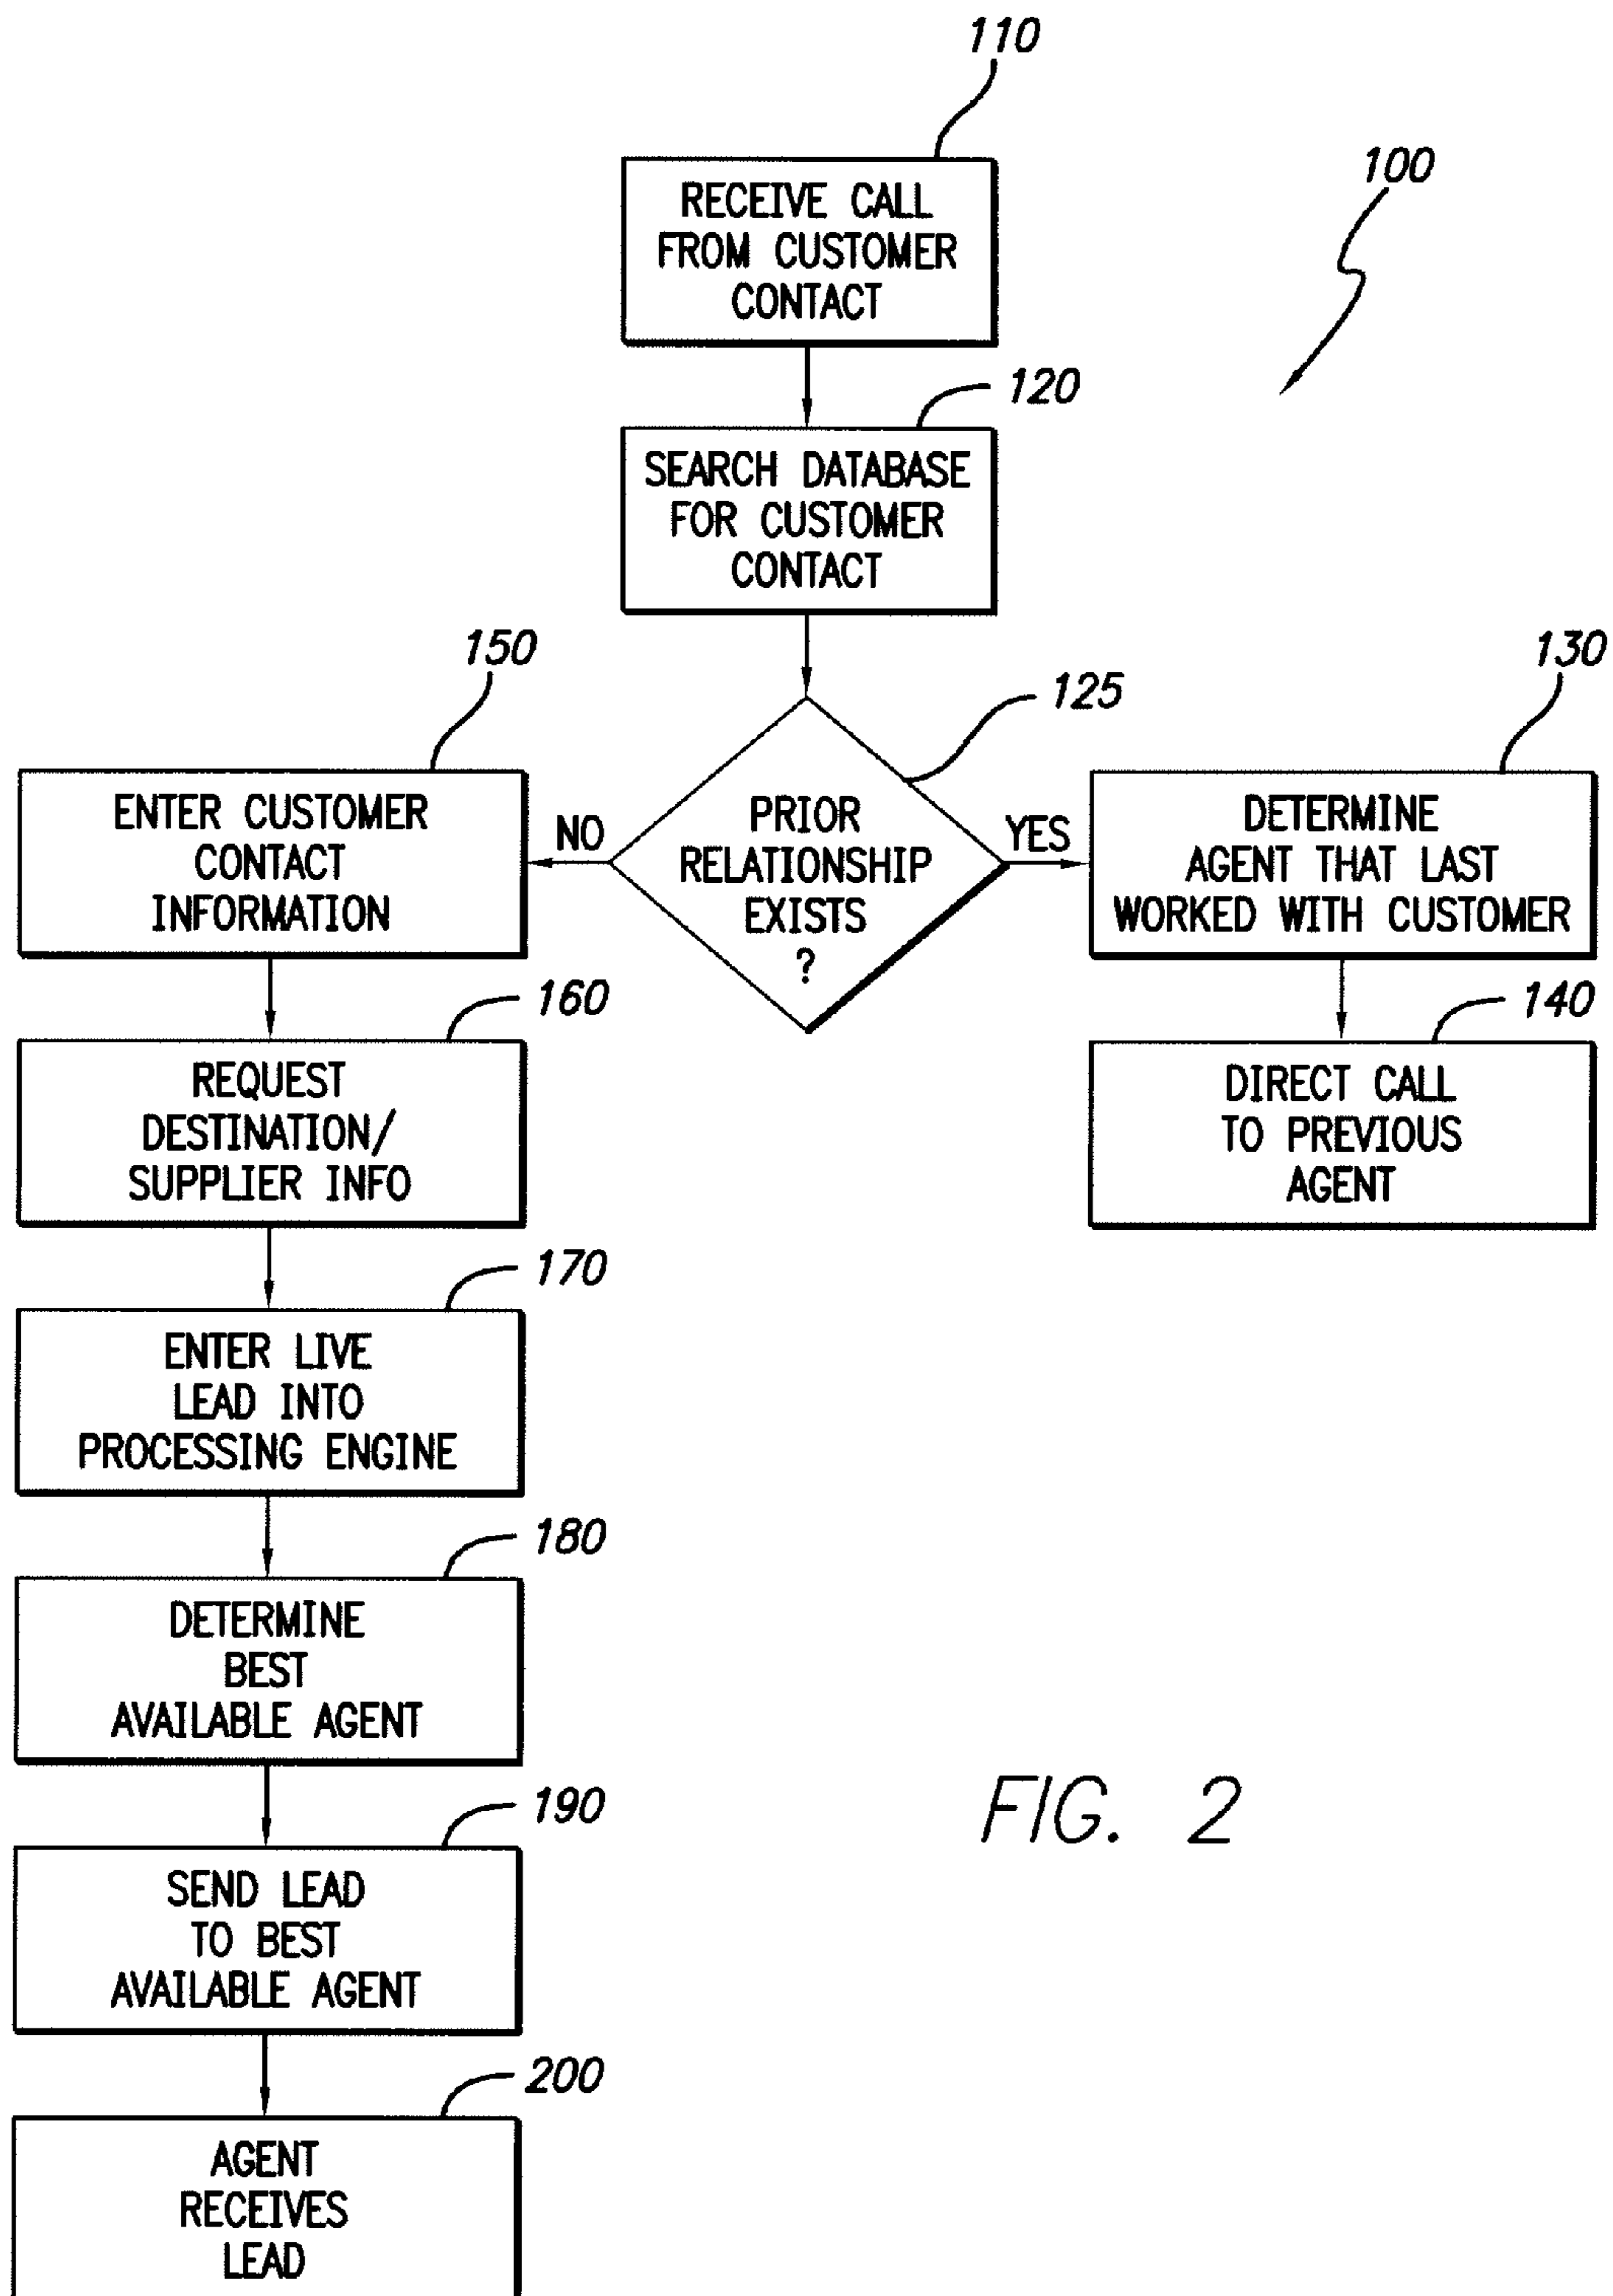 110
100
RECEIVE CALL
FROM CUSTOMER
CONTACT
120
SEARCH DATABASE
FOR CUSTOMER
CONTACT
125
PRIOR
RELATIONSHIP
EXISTS
?
YES
130
DETERMINE
AGENT THAT LAST
WORKED WITH CUSTOMER
140
DIRECT CALL
TO PREVIOUS
AGENT
NO
150
ENTER CUSTOMER
CONTACT
INFORMATION
160
REQUEST
DESTINATION/
SUPPLIER INFO
170
ENTER LIVE
LEAD INTO
PROCESSING ENGINE
180
DETERMINE
BEST
AVAILABLE AGENT
190
SEND LEAD
TO BEST
AVAILABLE AGENT
200
AGENT
RECEIVES
LEAD
FIG. 2